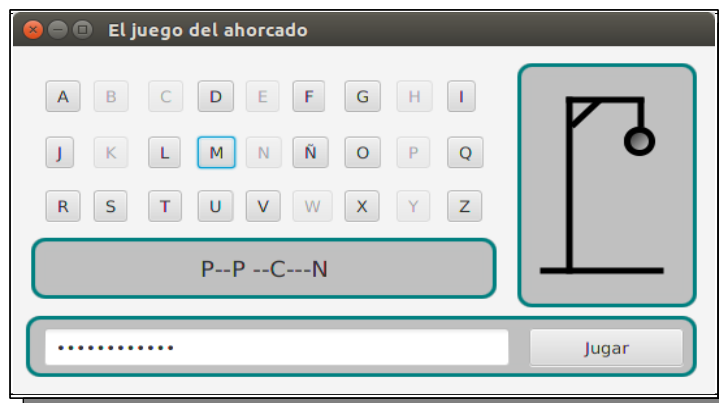 El juego del ahorcado
A B C D E F G H I
J K L M N Ñ O P Q
R S T U V W X Y Z
P--P --C---N
••••••••••••
Jugar